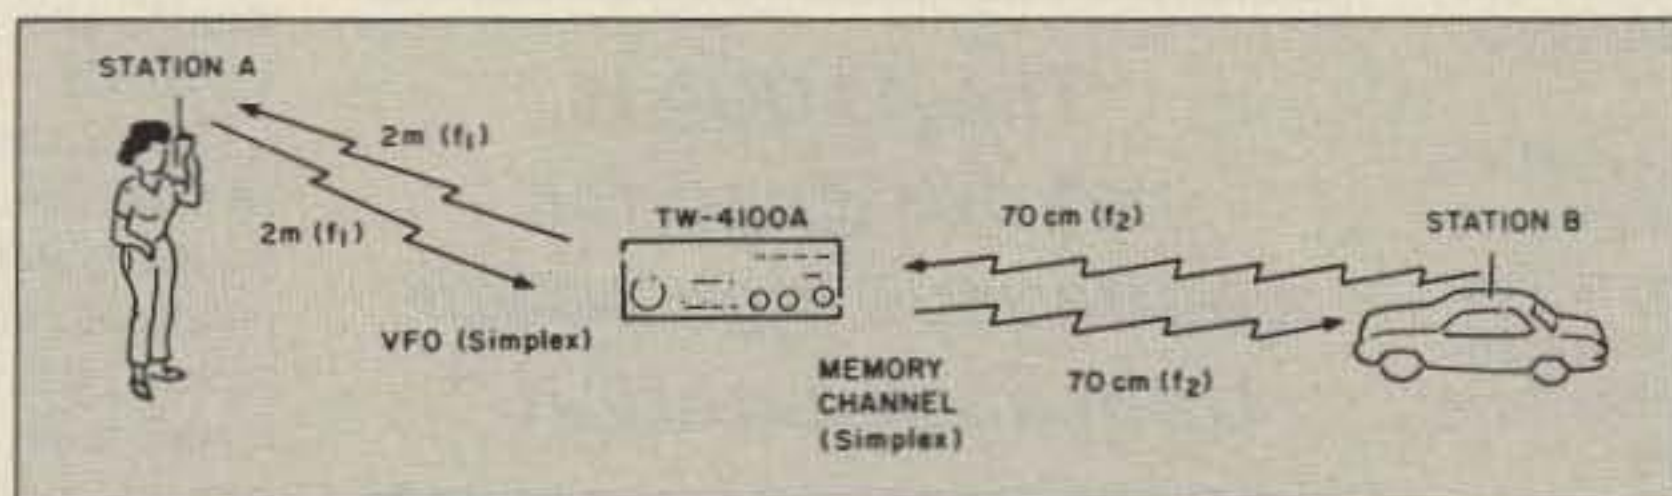 STATION A
2m (f₁)
2m (f₁)
TW-4100A
70 cm (f₂)
STATION B
VFO (Simplex)
MEMORY
CHANNEL
(Simplex)
70 cm (f₂)